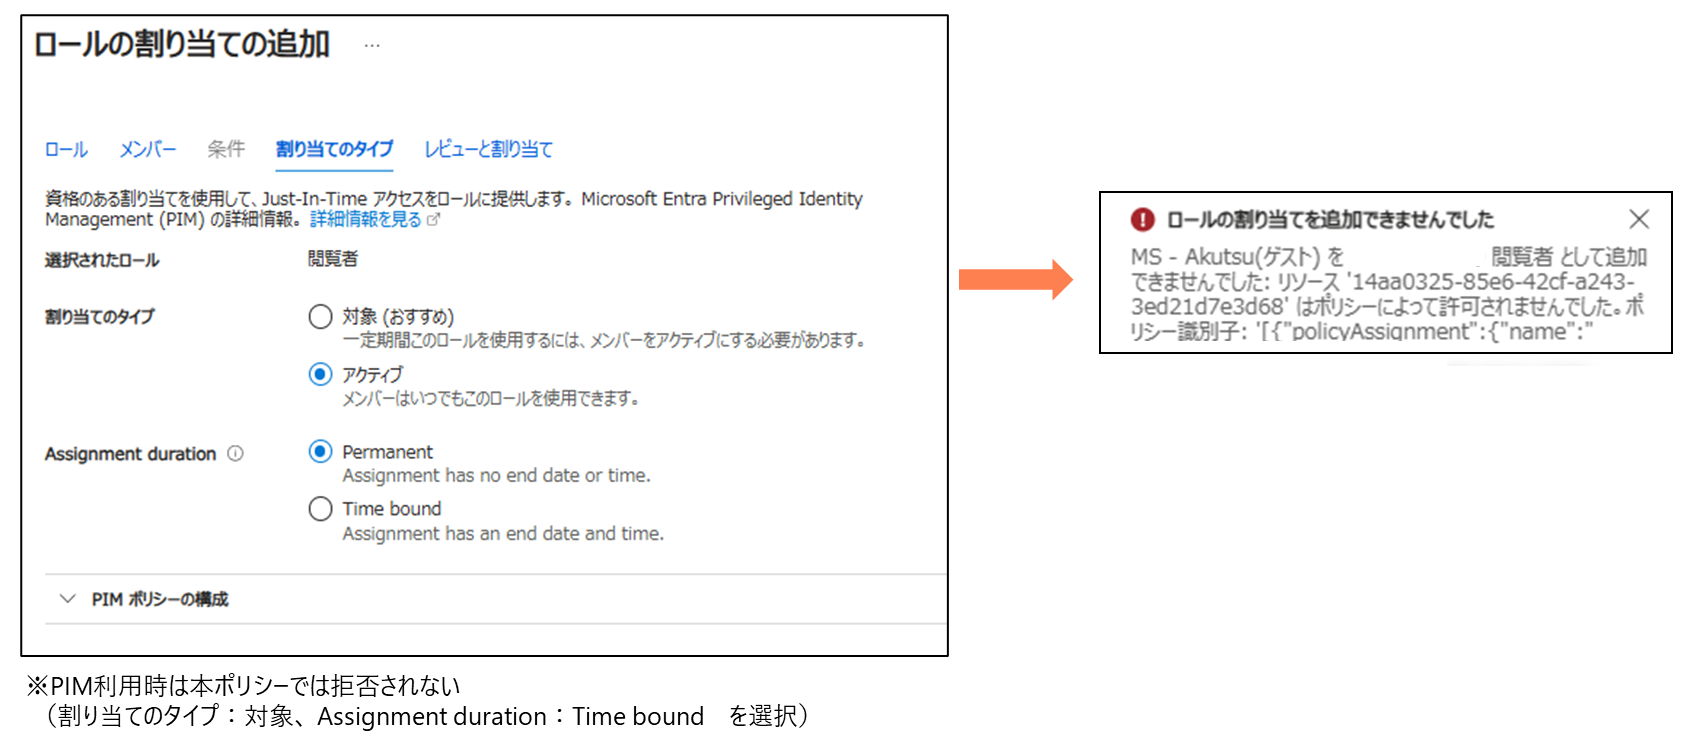 ロールの割り当ての追加 …
ロール メンバー 条件 割り当てのタイプ レビューと割り当て
資格のある割り当てを使用して、Just-In-Time アクセスをロールに提供します。Microsoft Entra Privileged Identity
Management (PIM) の詳細情報。詳細情報を見る
選択されたロール 閲覧者
割り当てのタイプ 対象 (おすすめ)
一定期間このロールを使用するには、メンバーをアクティブにする必要があります。
アクティブ
メンバーはいつでもこのロールを使用できます。
Assignment duration Permanent
Assignment has no end date or time.
Time bound
Assignment has an end date and time.
PIM ポリシーの構成
ロールの割り当てを追加できませんでした
MS - Akutsu(ゲスト) を 閲覧者 として追加
できませんでした: リソース '14aa0325-85e6-42cf-a243-
3ed21d7e3d68' はポリシーによって許可されませんでした。ポ
リシー識別子: '[{"policyAssignment":{"name":"
※PIM利用時は本ポリシーでは拒否されない
（割り当てのタイプ：対象、Assignment duration：Time bound を選択）